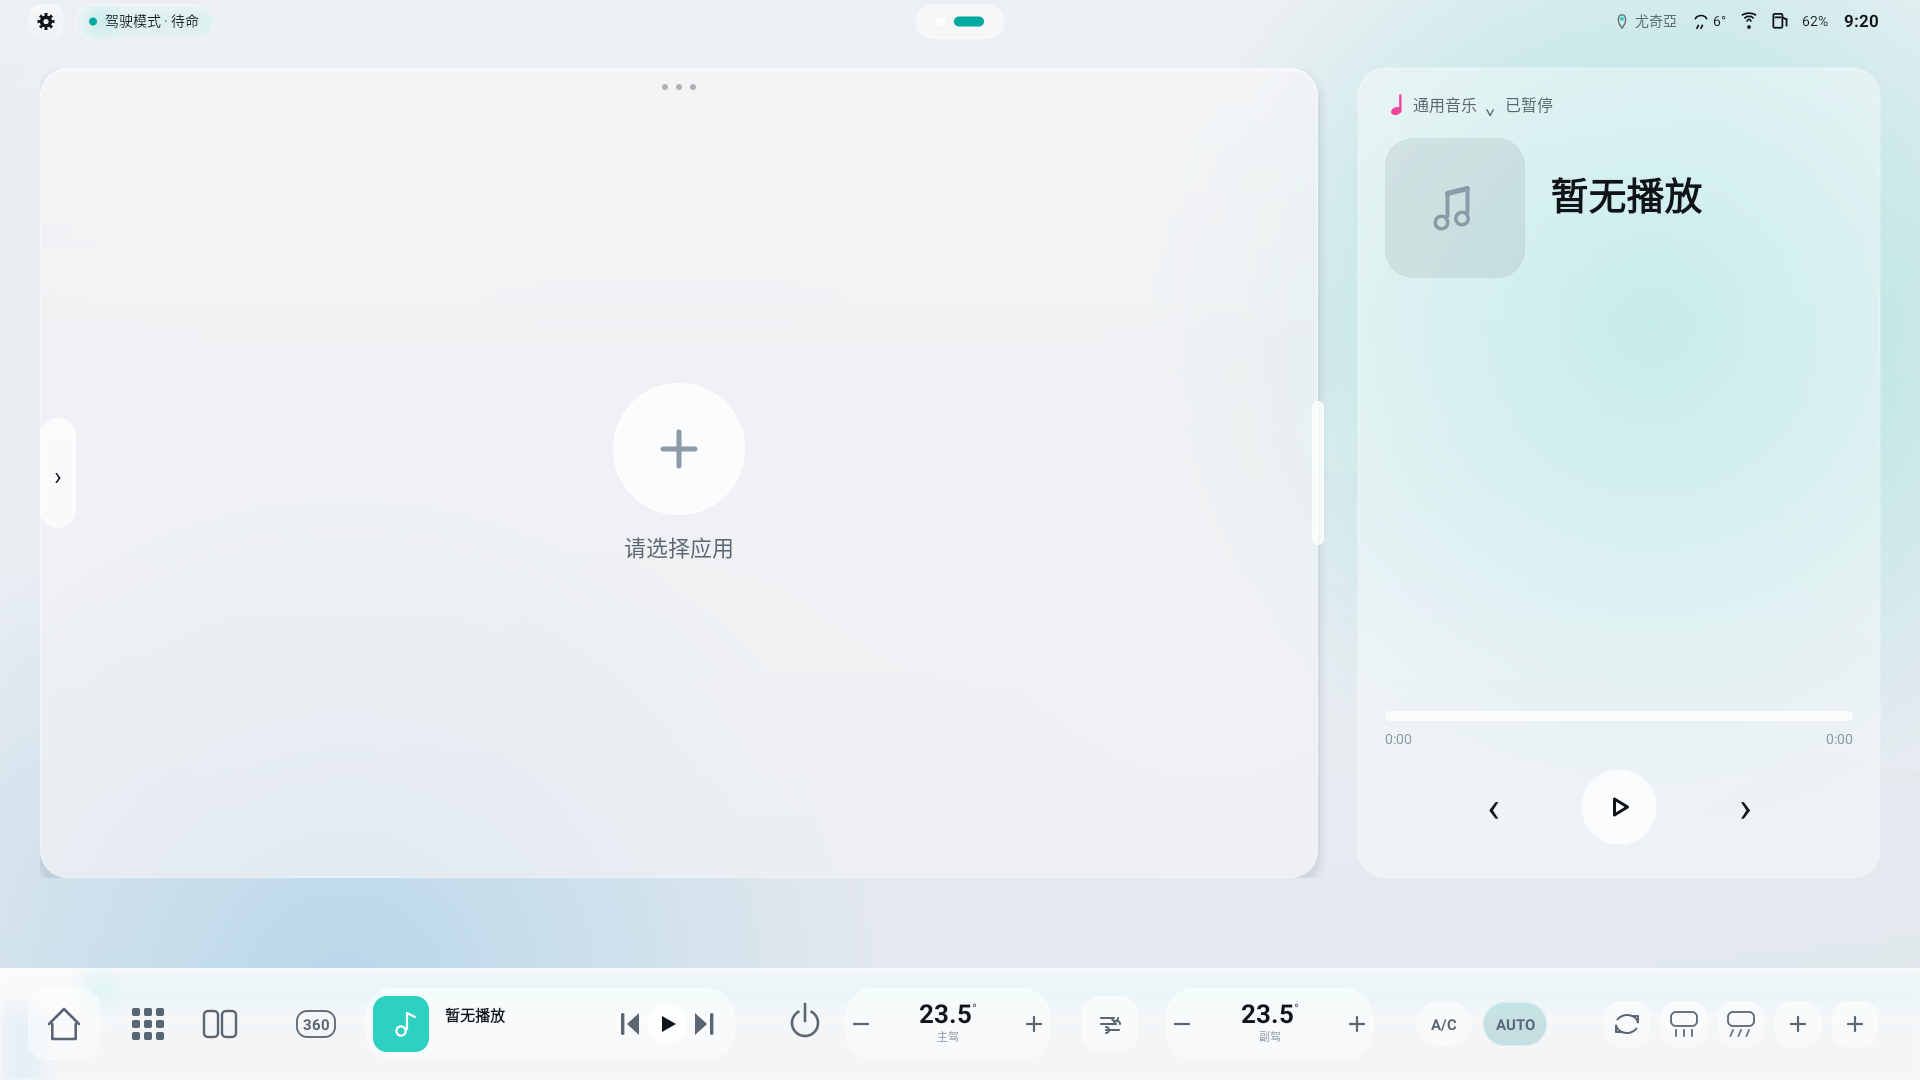 驾驶模式 · 待命
尤奇亞
6°
62%
9:20
通用音乐
已暂停
暂无播放
请选择应用
0:00
0:00
360
暂无播放
23.5°
主驾
23.5°
副驾
A/C
AUTO